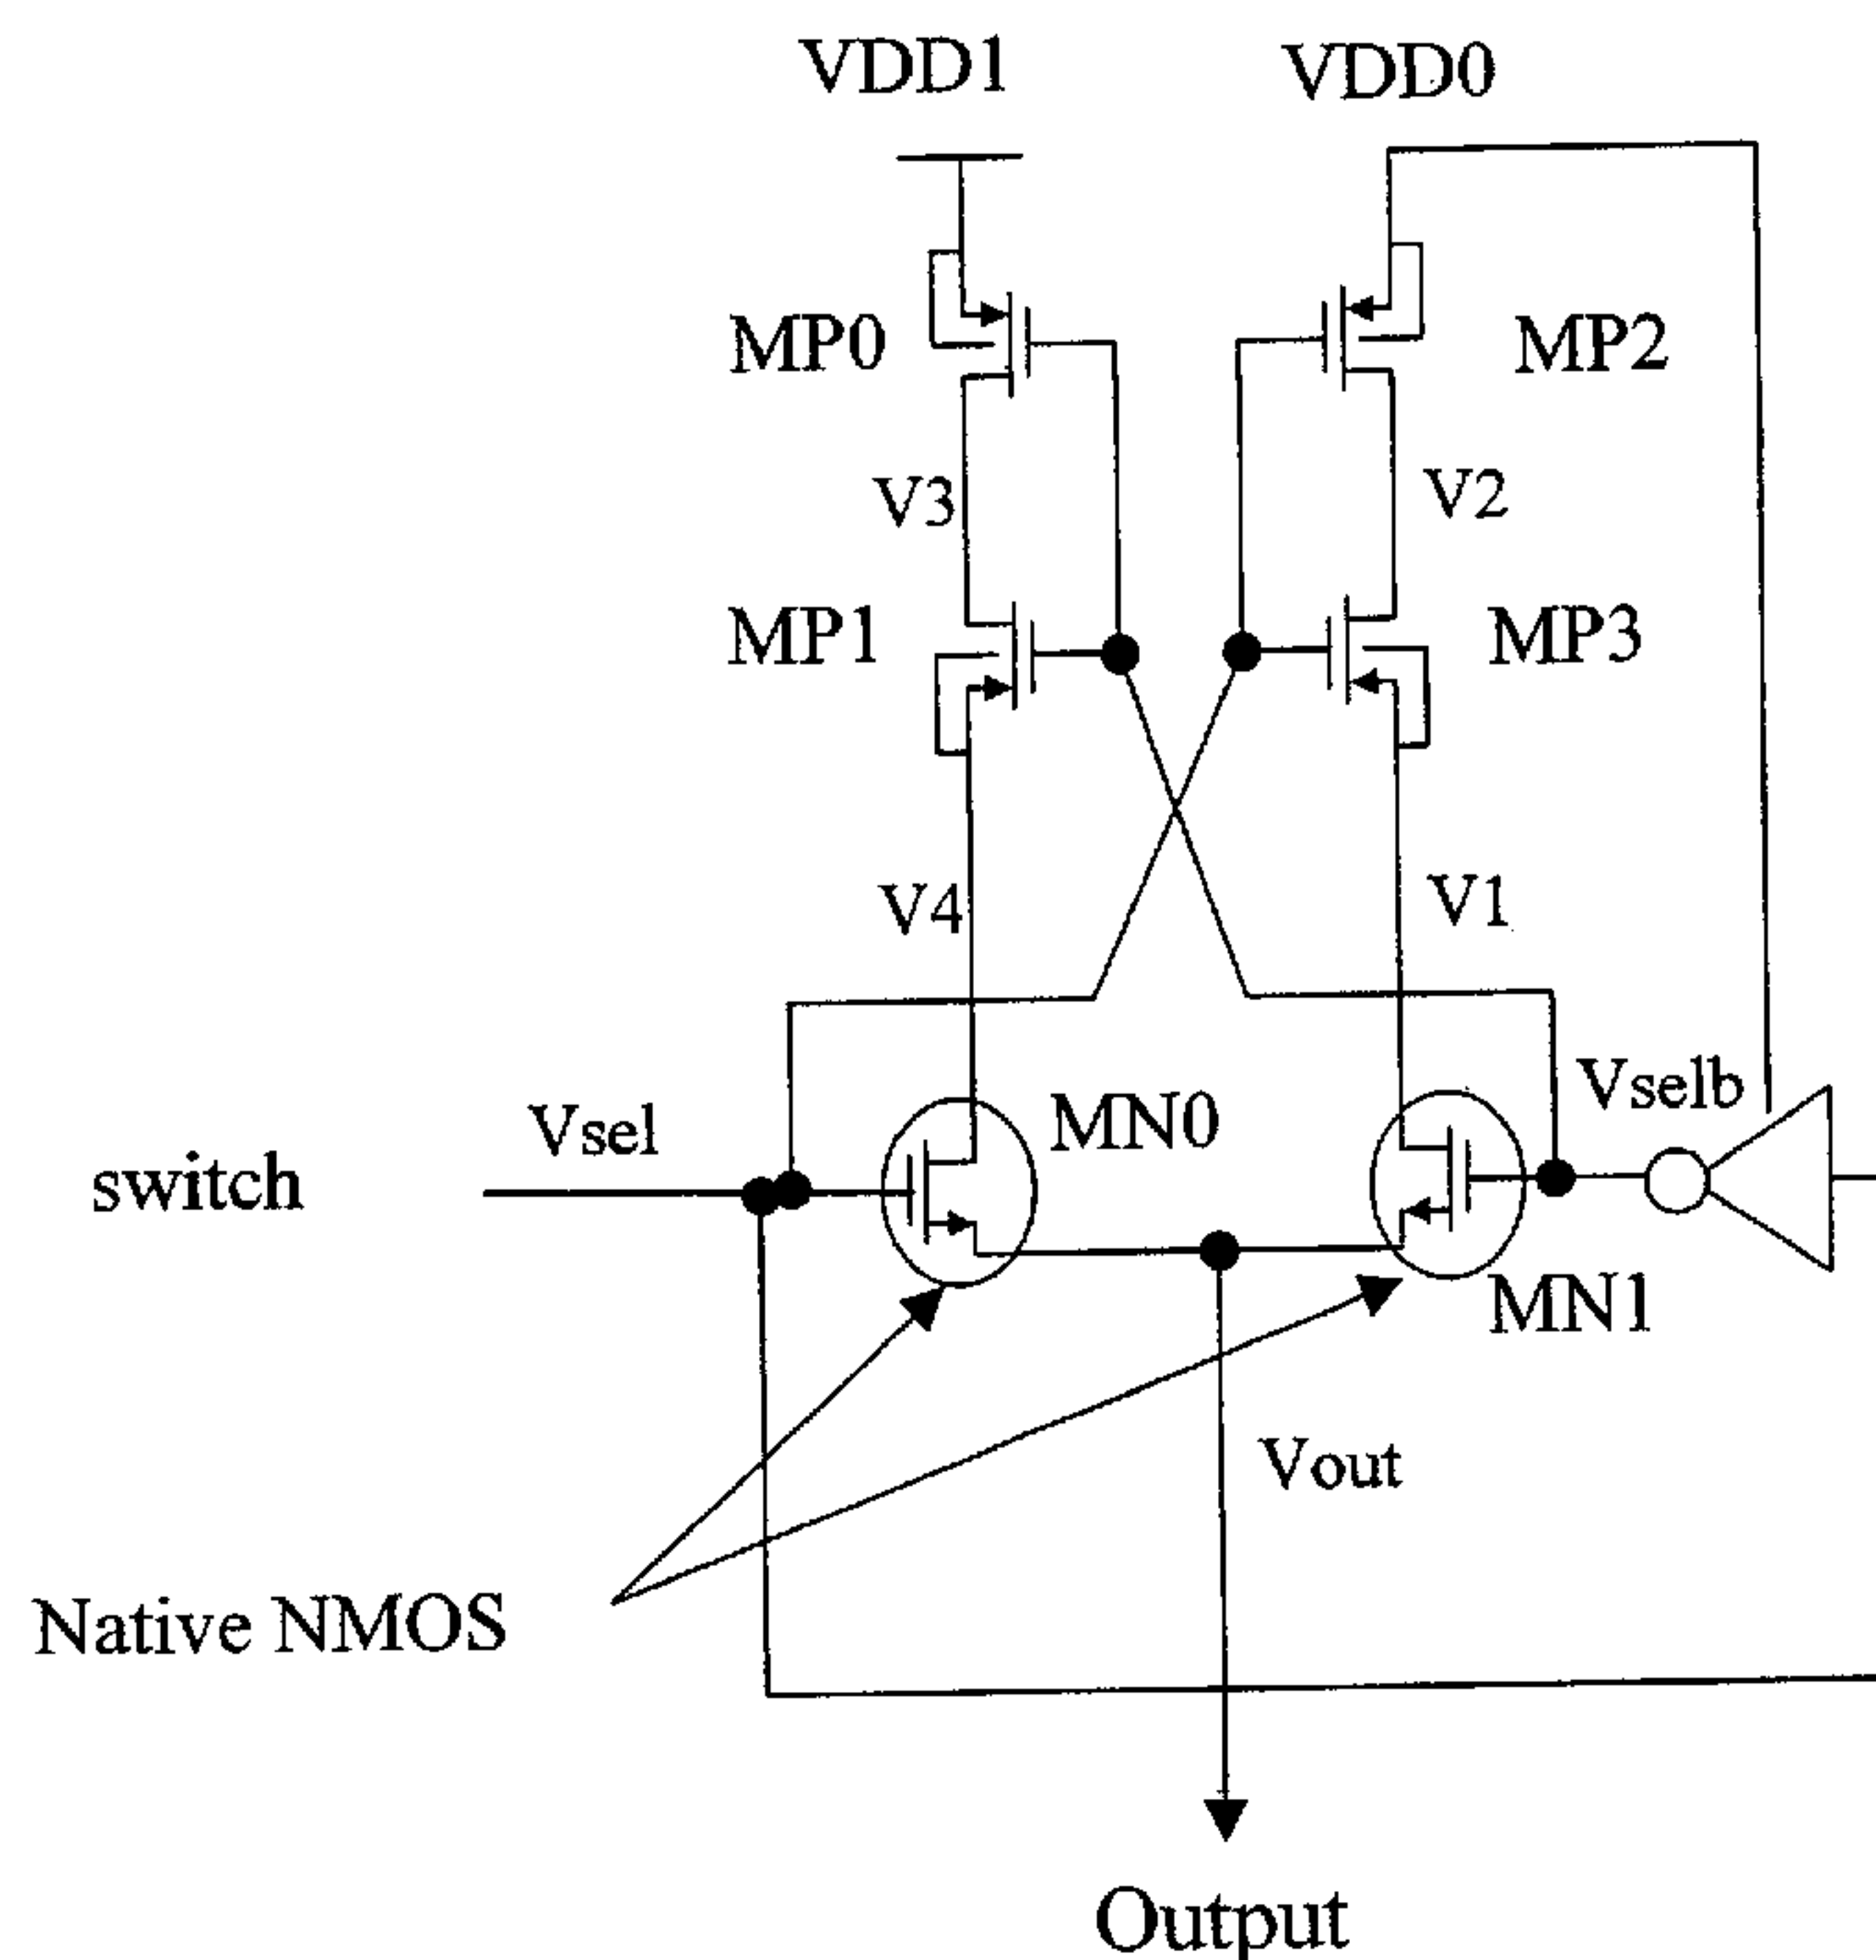 VDD1
VDD0
MP0
MP2
V3
V2
MP1
MP3
V4
V1
Vselb
MN0
Vsel
switch
MN1
Vout
Native NMOS
Output